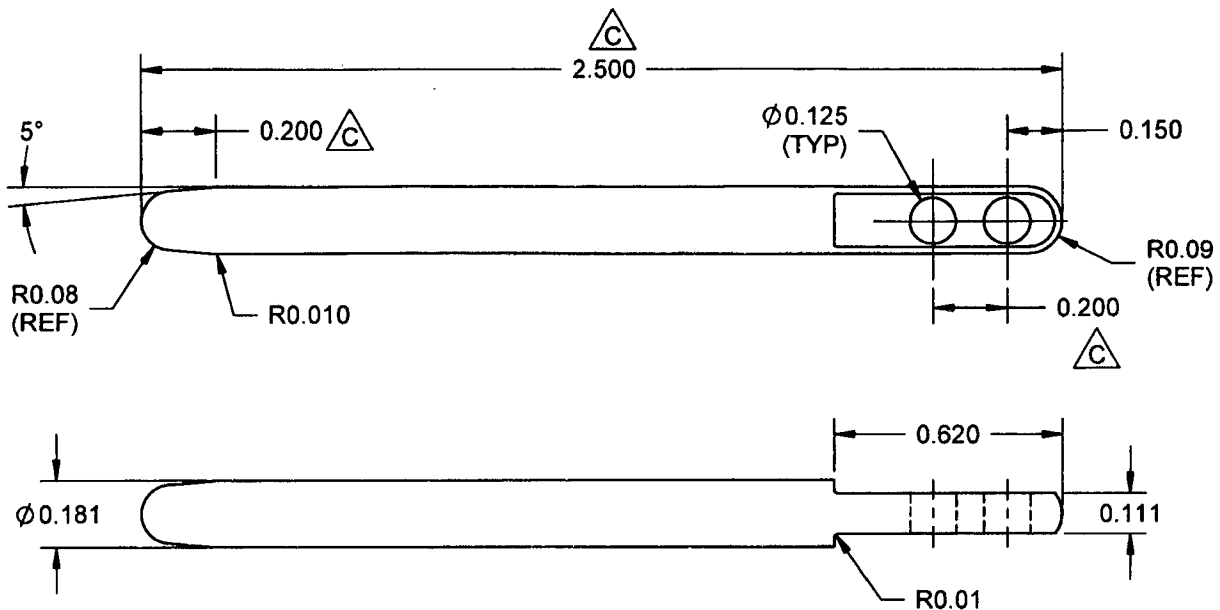 C
2.500
5°
0.200 C
Ø0.125
(TYP)
0.150
R0.08
(REF)
R0.010
R0.09
(REF)
0.200
C
0.620
Ø0.181
0.111
R0.01